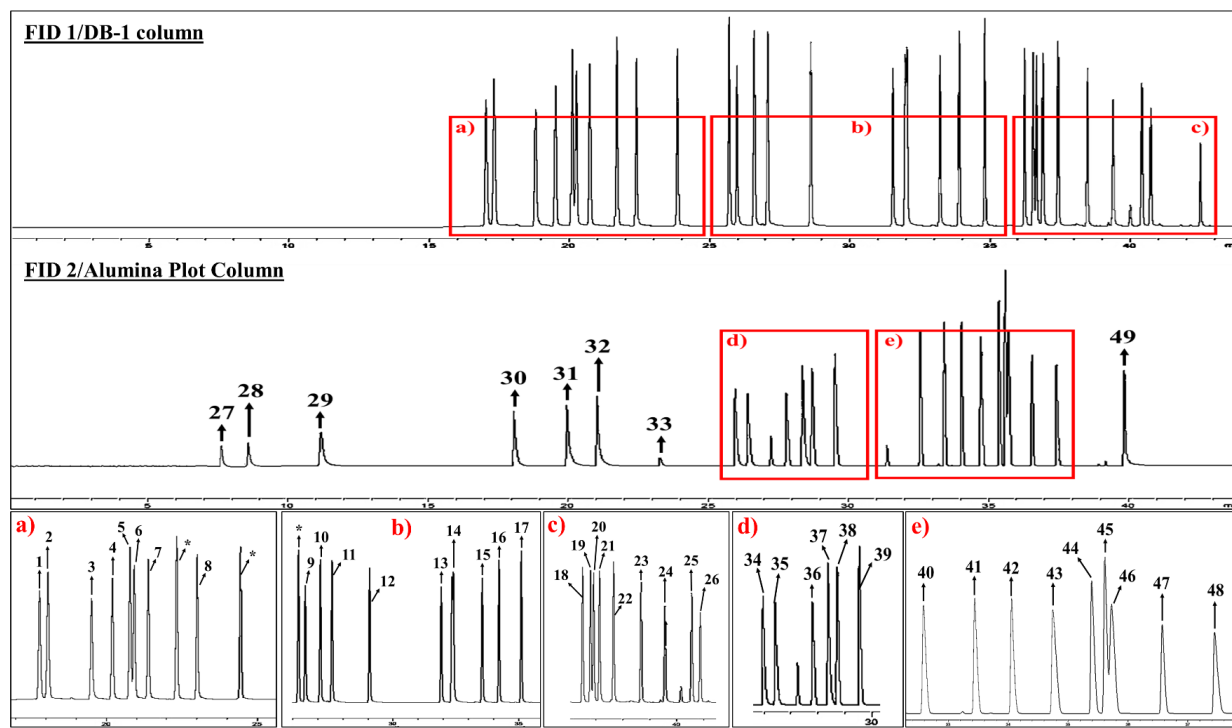 FID 1/DB-1 column
a)
b)
c)
5 10 15 20 25 30 35 40 m
FID 2/Alumina Plot Column
27
28
29
30
31
32
33
d)
e)
49
5 10 15 20 25 30 35 40 m
a)
1 2 3 4 5 6 7 * 8 *
20 25
b)
* 9 10 11 12 13 14 15 16 17
30 35
c)
18 19 20 21 22 23 24 25 26
40
d)
34 35 36 37 38 39
30
e)
40 41 42 43 44 45 46 47 48